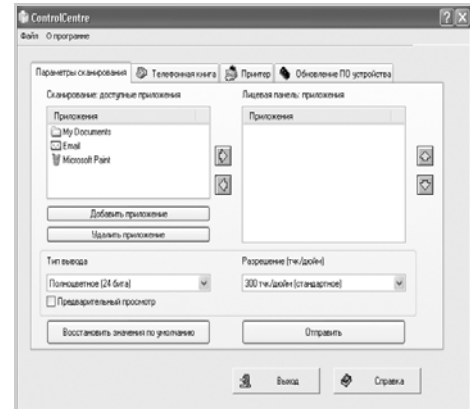 ControlCentre
Файл О программе
Параметры сканирования Телефонная книга Принтер Обновление ПО устройства
Сканирование: доступные приложения
Лицевая панель: приложения
Приложения
Приложения
My Documents
Email
Microsoft Paint
Добавить приложение
Удалить приложение
Тип вывода
Разрешение (тчк./дюйм)
Полноцветное (24 бита)
300 тчк./дюйм (стандартное)
Предварительный просмотр
Восстановить значения по умолчанию
Отправить
Выход
Справка